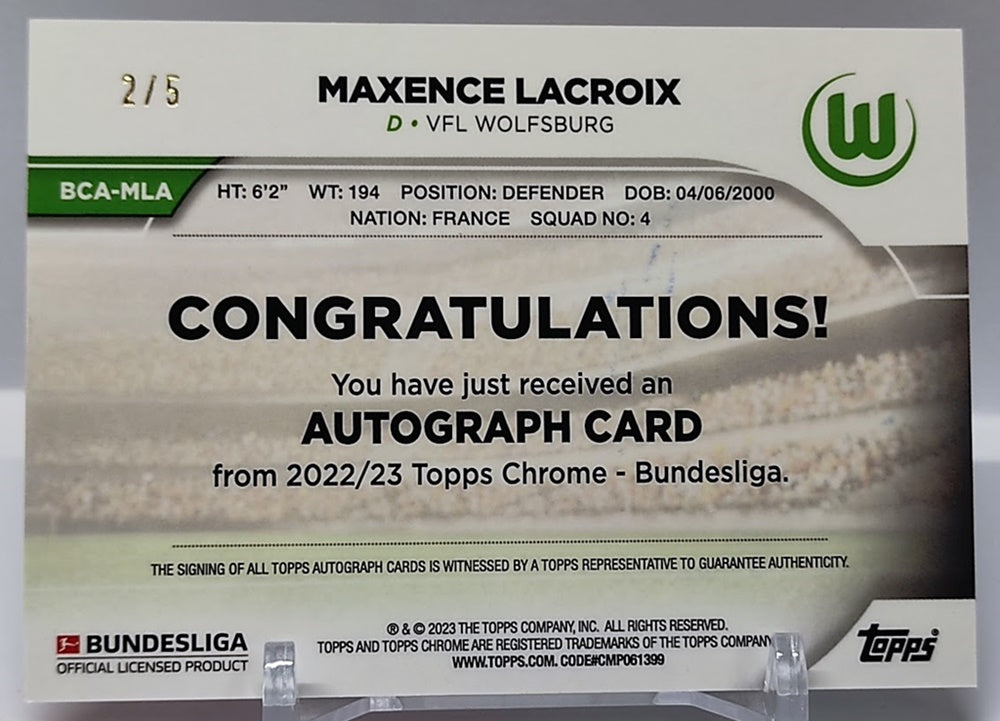 2/5
MAXENCE LACROIX
D • VFL WOLFSBURG
W
BCA-MLA
HT: 6'2" WT: 194 POSITION: DEFENDER DOB: 04/06/2000
NATION: FRANCE SQUAD NO: 4
CONGRATULATIONS!
You have just received an
AUTOGRAPH CARD
from 2022/23 Topps Chrome - Bundesliga.
THE SIGNING OF ALL TOPPS AUTOGRAPH CARDS IS WITNESSED BY A TOPPS REPRESENTATIVE TO GUARANTEE AUTHENTICITY.
BUNDESLIGA
OFFICIAL LICENSED PRODUCT
® & © 2023 THE TOPPS COMPANY, INC. ALL RIGHTS RESERVED.
TOPPS AND TOPPS CHROME ARE REGISTERED TRADEMARKS OF THE TOPPS COMPANY
WWW.TOPPS.COM. CODE#CMP061399
Topps